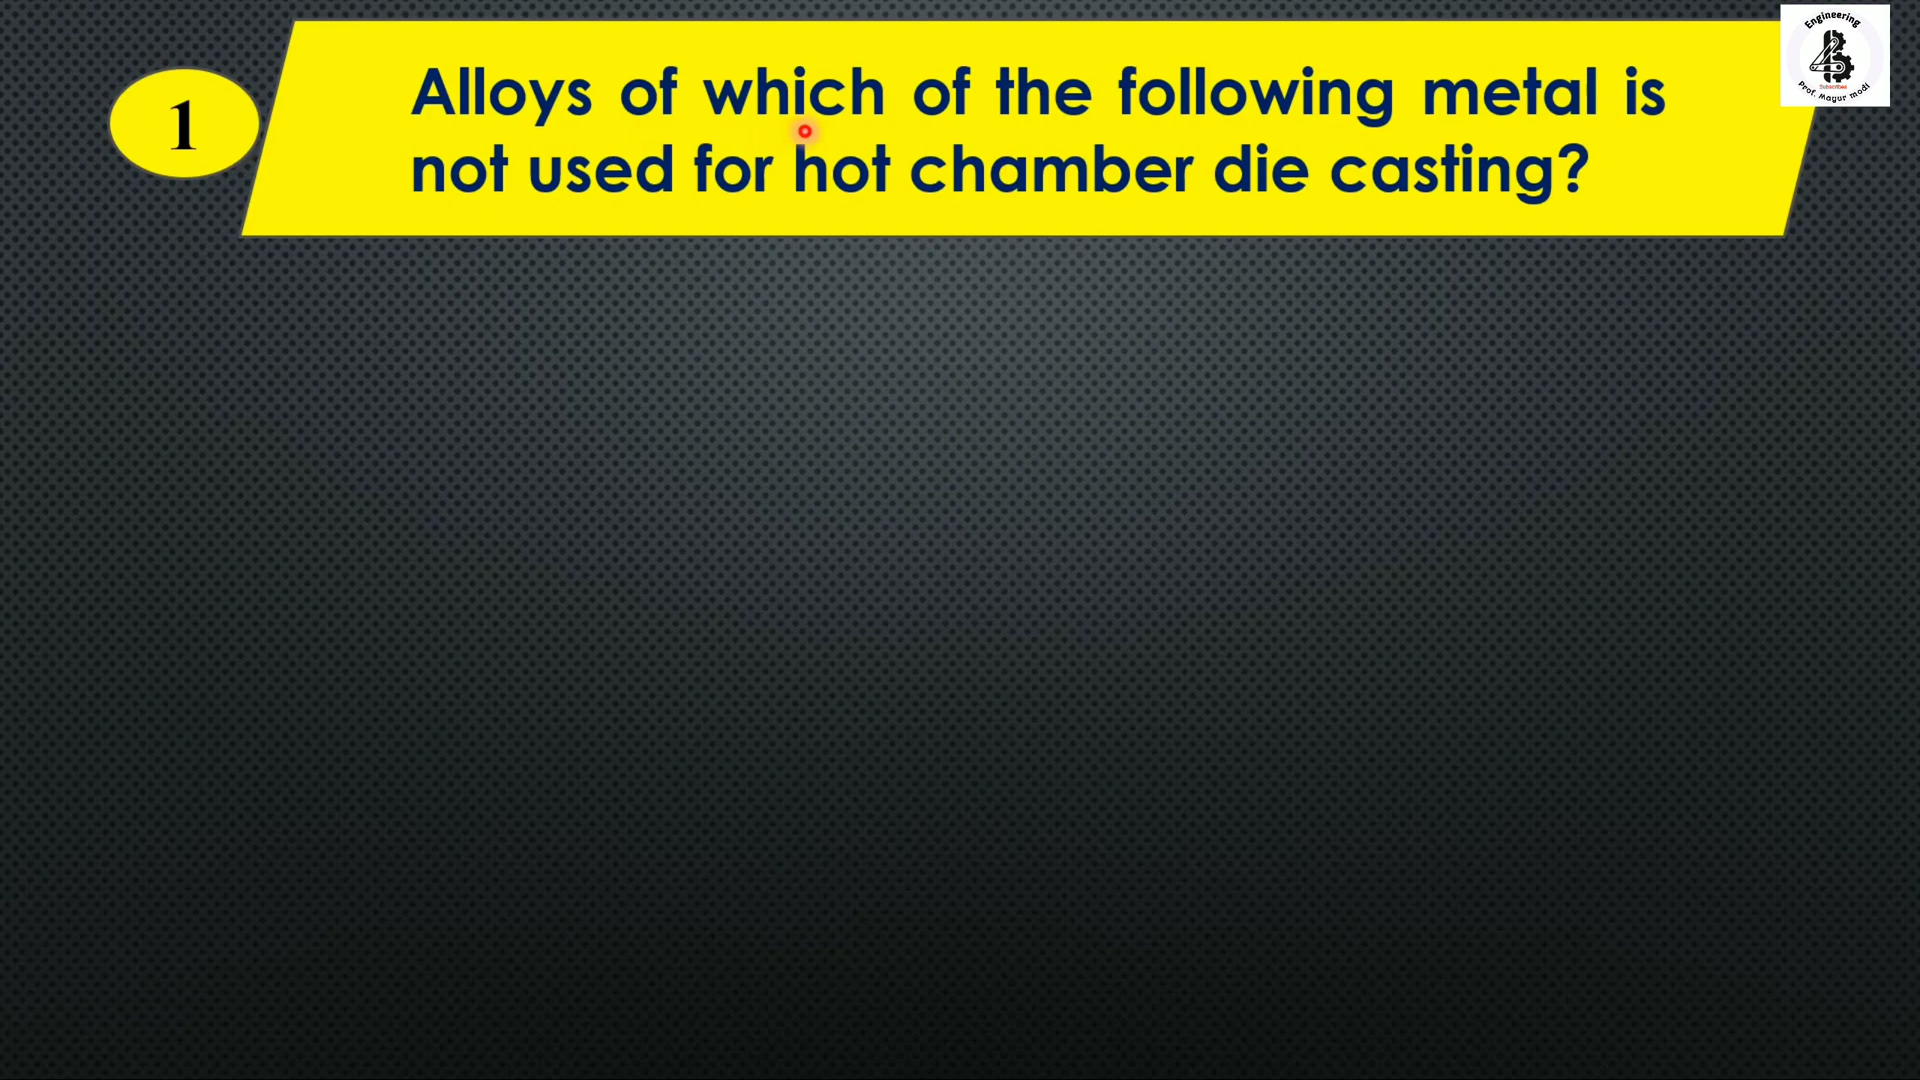 Engineering
Subscribes
Prof. Mayur modi
1
Alloys of which of the following metal is
not used for hot chamber die casting?